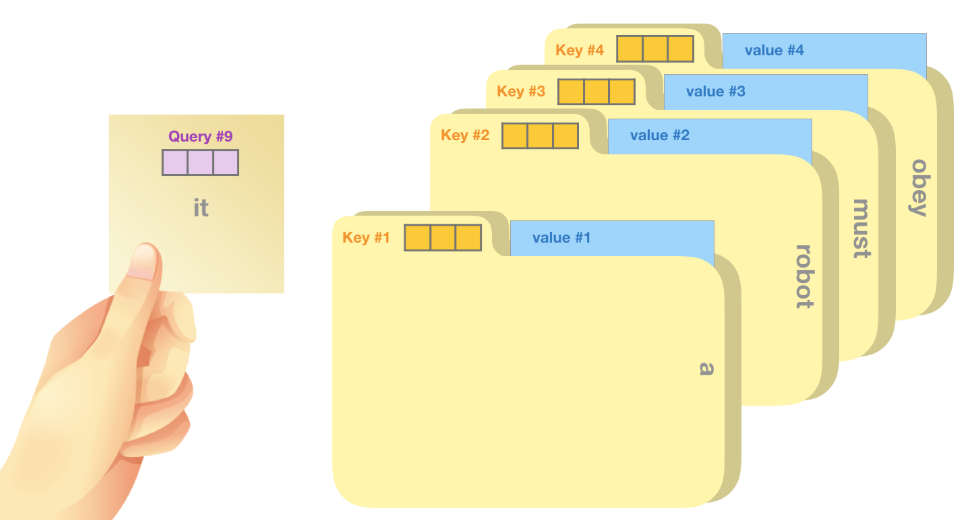 Query #9
it
Key #4
value #4
obey
Key #3
value #3
must
Key #2
value #2
robot
Key #1
value #1
a